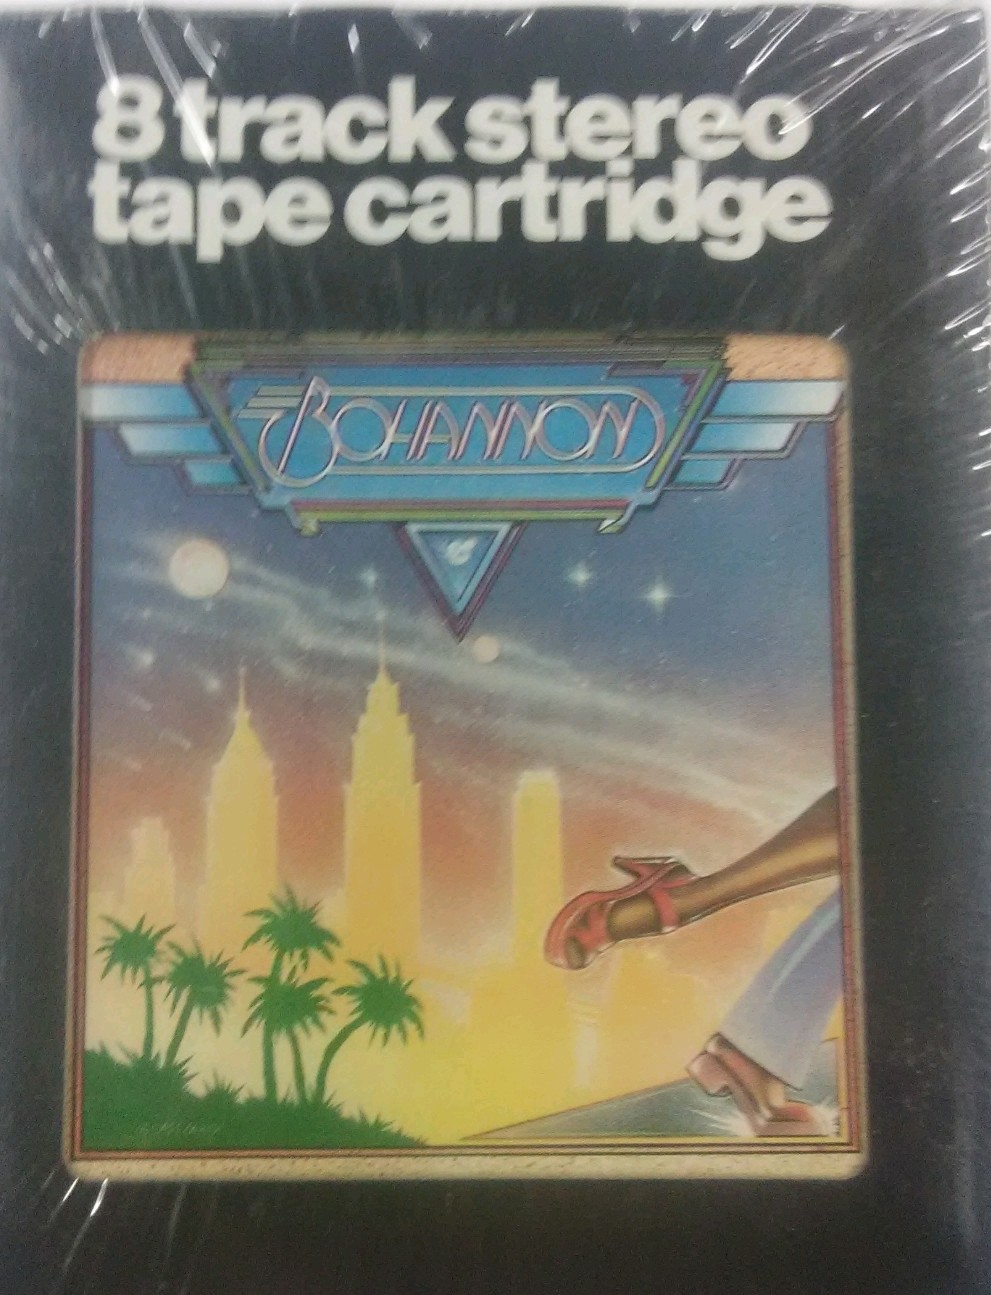 8 track stereo
tape cartridge
BOHANNON